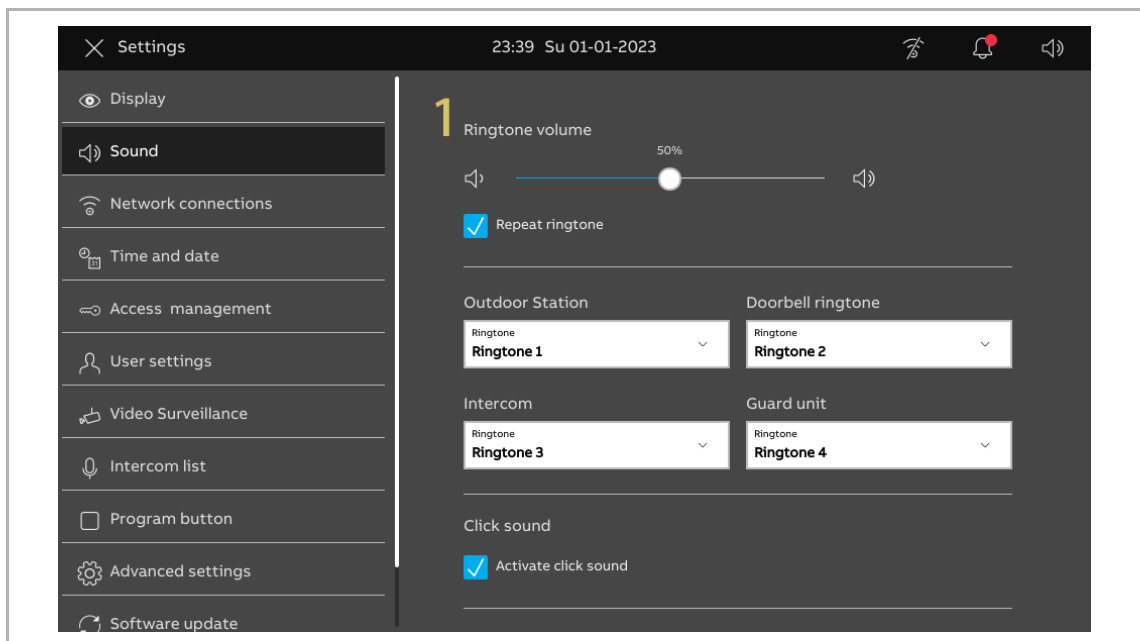 Settings
23:39 Su 01-01-2023
Display
Sound
Network connections
Time and date
31
Access management
User settings
Video Surveillance
Intercom list
Program button
Advanced settings
Software update
1
Ringtone volume
50%
Repeat ringtone
Outdoor Station
Doorbell ringtone
Ringtone
Ringtone 1
Ringtone
Ringtone 2
Intercom
Guard unit
Ringtone
Ringtone 3
Ringtone
Ringtone 4
Click sound
Activate click sound